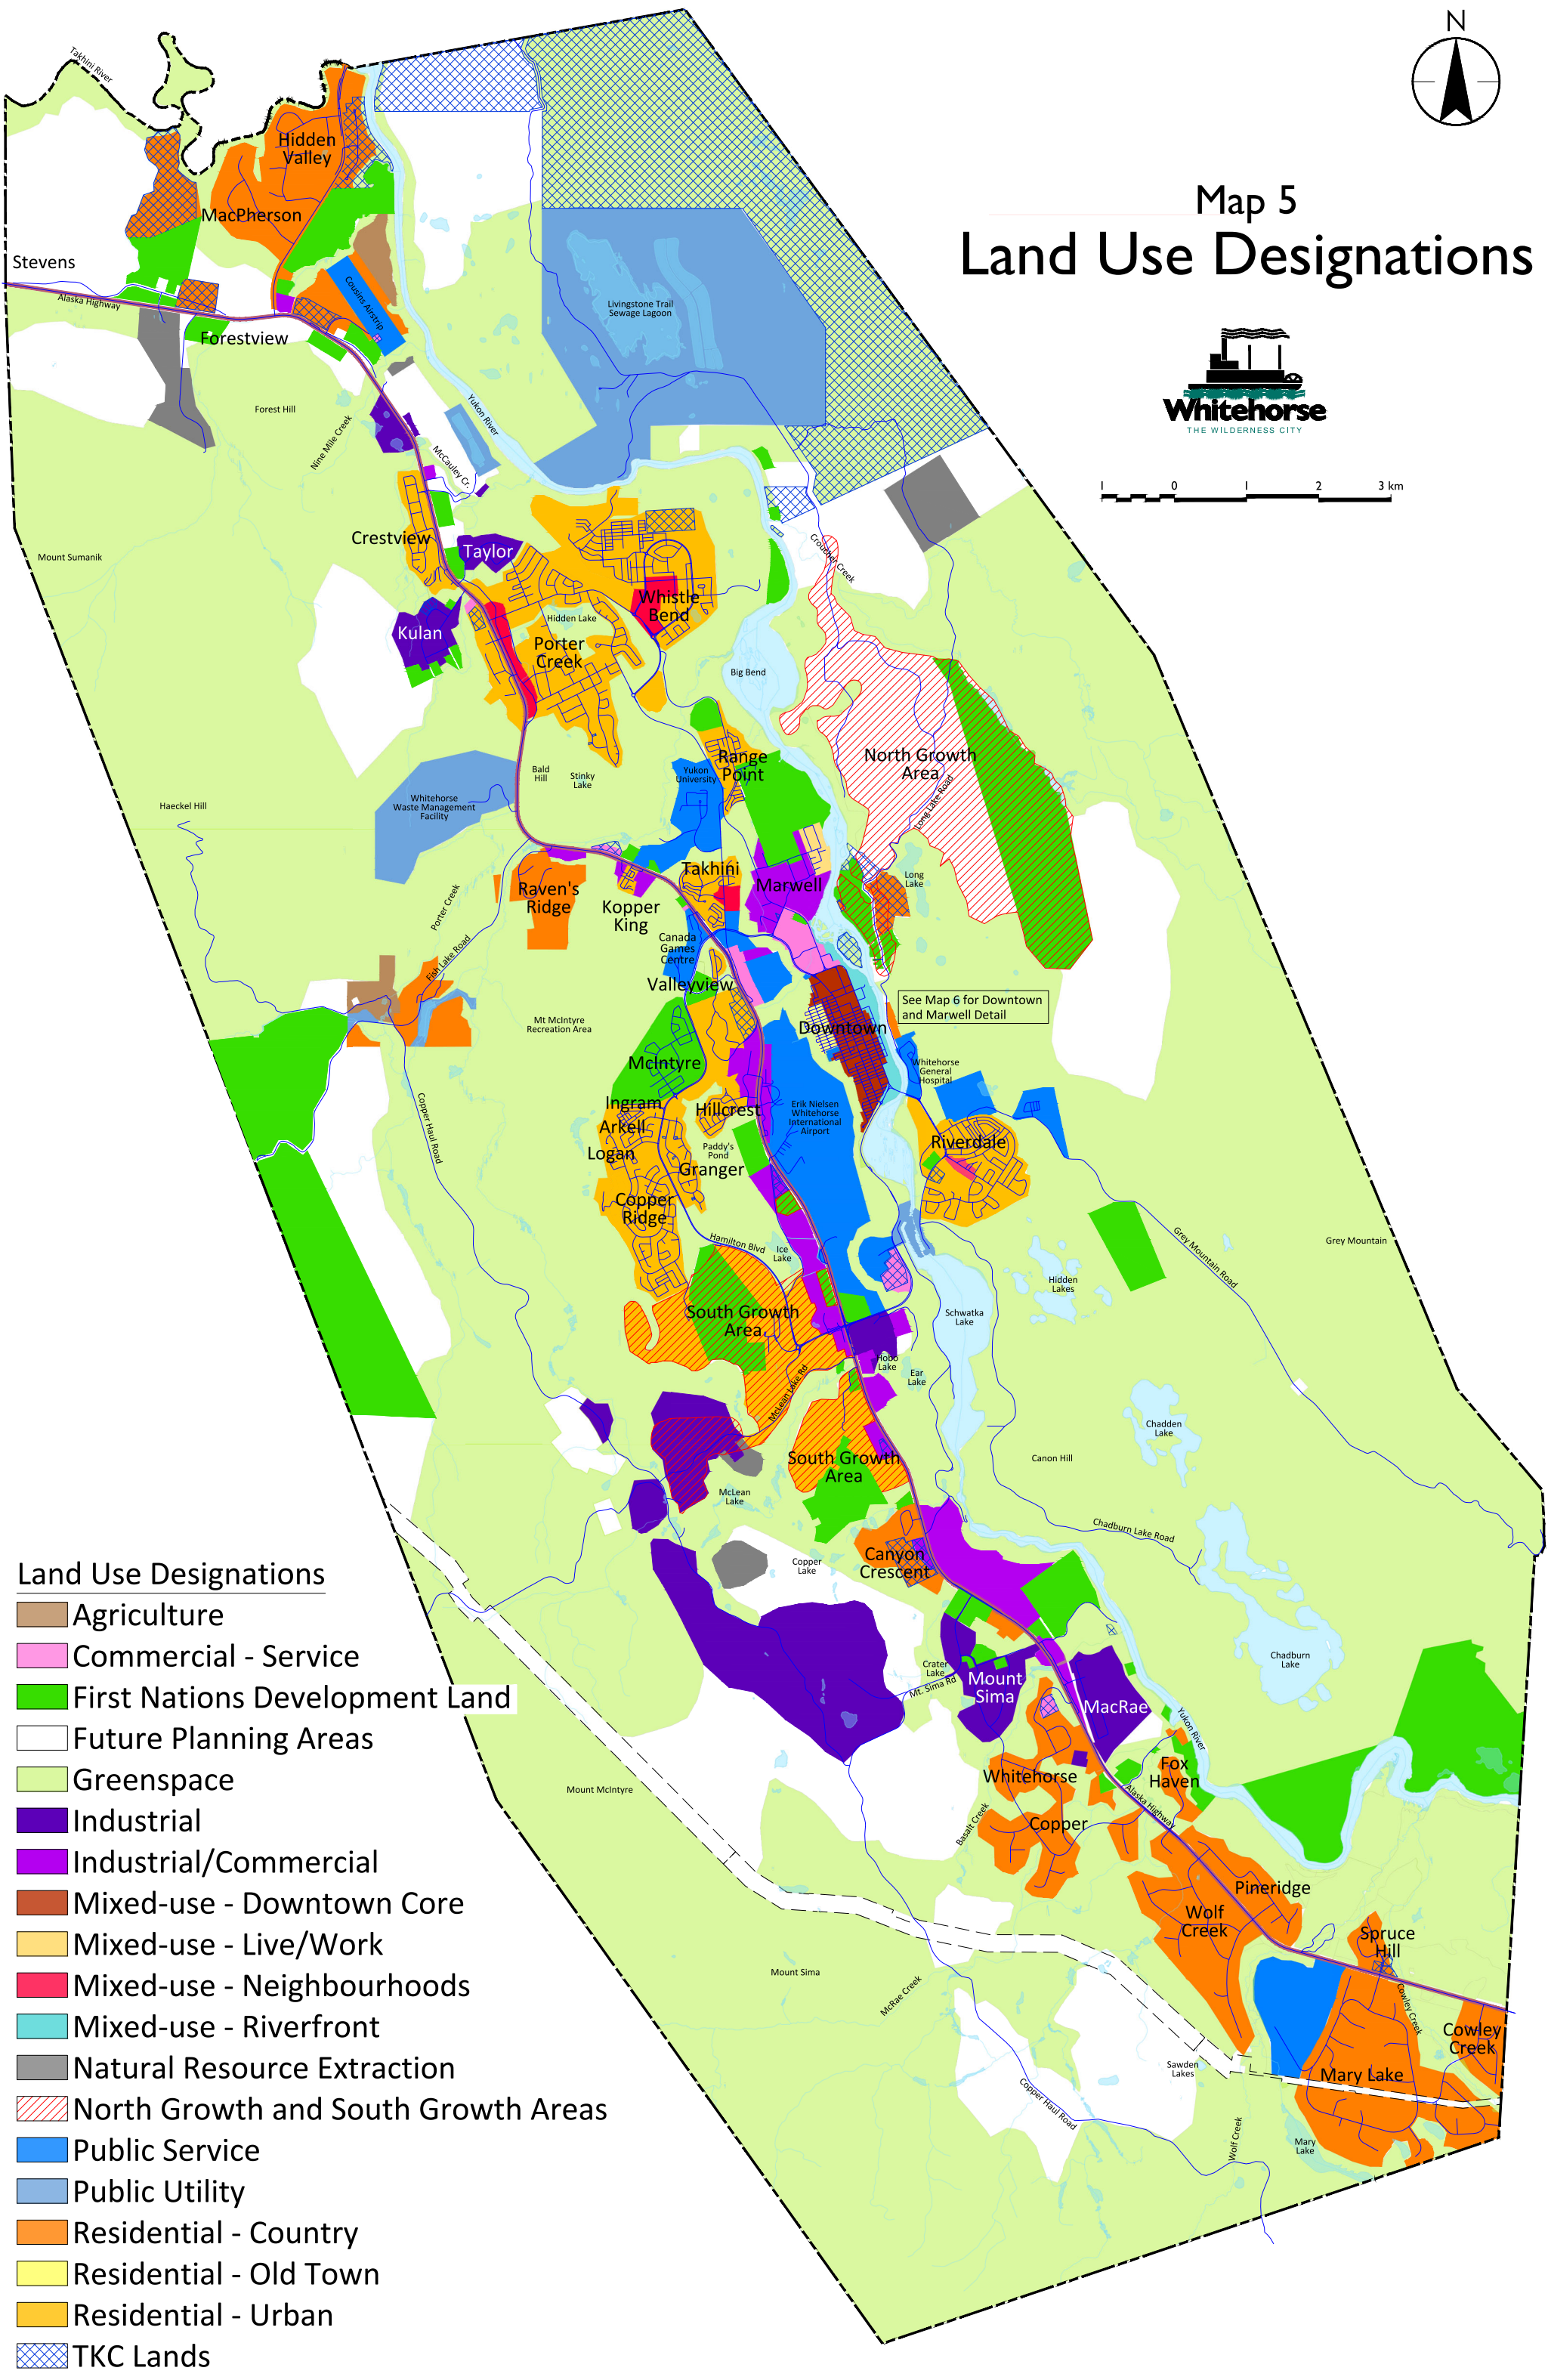 N
Map 5
Land Use Designations
Whitehorse
THE WILDERNESS CITY
1 0 1 2 3 km
Takhini River
Hidden
Valley
MacPherson
Stevens
Alaska Highway
Cousins Airstrip
Forestview
Livingstone Trail
Sewage Lagoon
Forest Hill
Nine Mile Creek
Yukon River
McCauley Cr.
Crestview
Taylor
Mount Sumanik
Croucher Creek
Whistle
Bend
Hidden Lake
Kulan
Porter
Creek
Big Bend
North Growth
Area
Long Lake Road
Range
Point
Yukon
University
Bald
Hill
Stinky
Lake
Whitehorse
Waste Management
Facility
Haeckel Hill
Takhini
Marwell
Long
Lake
Raven's
Ridge
Kopper
King
Porter Creek
Fish Lake Road
Canada
Games
Centre
Valleyview
See Map 6 for Downtown
and Marwell Detail
Mt McIntyre
Recreation Area
Downtown
McIntyre
Whitehorse
General
Hospital
Copper Haul Road
Ingram
Hillcrest
Erik Nielsen
Whitehorse
International
Airport
Arkell
Riverdale
Logan
Paddy's
Pond
Granger
Copper
Ridge
Hamilton Blvd
Ice
Lake
Grey Mountain Road
Grey Mountain
Hidden
Lakes
South Growth
Area
Schwatka
Lake
Hobo
Lake
Ear
Lake
McLean Lake Rd
Chadden
Lake
South Growth
Area
Canon Hill
McLean
Lake
Chadburn Lake Road
Canyon
Crescent
Copper
Lake
Chadburn
Lake
Crater
Lake
Mt. Sima Rd
Mount
Sima
MacRae
Yukon River
Fox
Haven
Whitehorse
Copper
Mount McIntyre
Basalt Creek
Alaska Highway
Pineridge
Wolf
Creek
Spruce
Hill
Mount Sima
McRae Creek
Cowley Creek
Cowley
Creek
Sawden
Lakes
Mary Lake
Copper Haul Road
Wolf Creek
Mary
Lake
Land Use Designations
Agriculture
Commercial - Service
First Nations Development Land
Future Planning Areas
Greenspace
Industrial
Industrial/Commercial
Mixed-use - Downtown Core
Mixed-use - Live/Work
Mixed-use - Neighbourhoods
Mixed-use - Riverfront
Natural Resource Extraction
North Growth and South Growth Areas
Public Service
Public Utility
Residential - Country
Residential - Old Town
Residential - Urban
TKC Lands